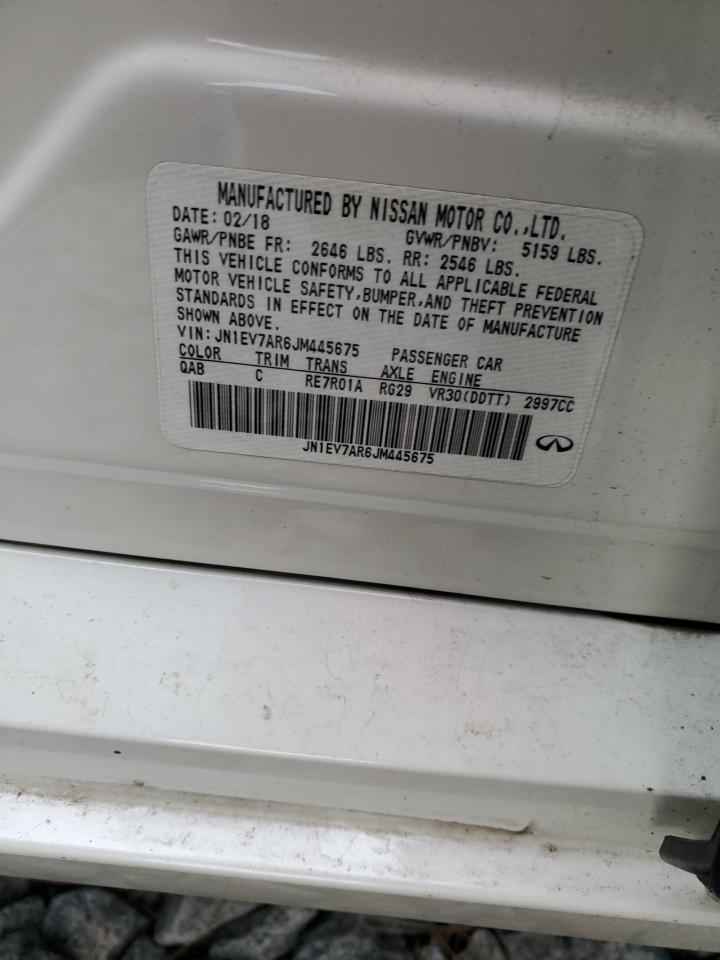 MANUFACTURED BY NISSAN MOTOR CO.,LTD.
DATE: 02/18 GVWR/PNBV: 5159 LBS.
GAWR/PNBE FR: 2646 LBS. RR: 2546 LBS.
THIS VEHICLE CONFORMS TO ALL APPLICABLE FEDERAL
MOTOR VEHICLE SAFETY,BUMPER,AND THEFT PREVENTION
STANDARDS IN EFFECT ON THE DATE OF MANUFACTURE
SHOWN ABOVE.
VIN:JN1EV7AR6JM445675 PASSENGER CAR
COLOR TRIM TRANS AXLE ENGINE
QAB C RE7R01A RG29 VR30(DDTT) 2997CC
JN1EV7AR6JM445675